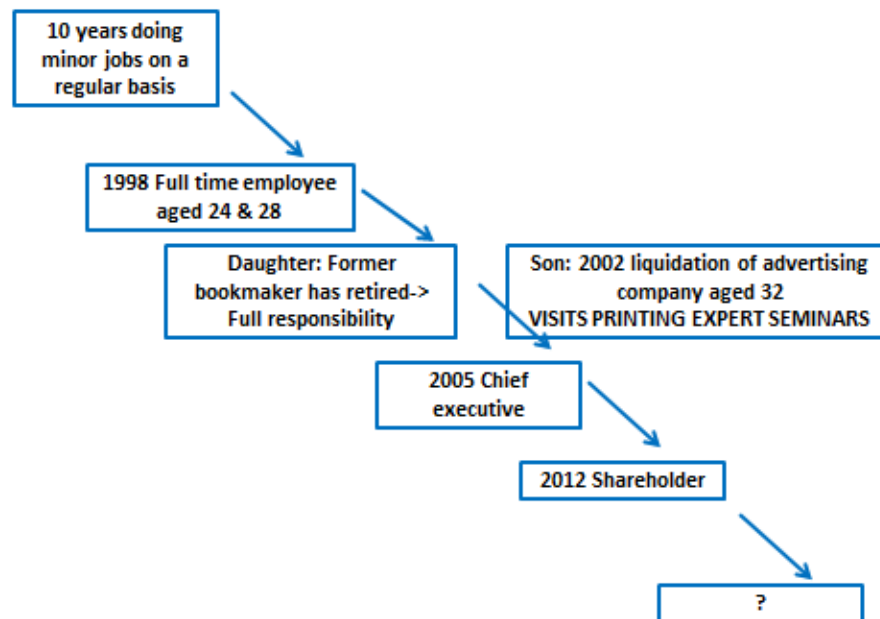 10 years doing
minor jobs on a
regular basis
1998 Full time employee
aged 24 & 28
Daughter: Former
bookmaker has retired->
Full responsibility
Son: 2002 liquidation of advertising
company aged 32
VISITS PRINTING EXPERT SEMINARS
2005 Chief
executive
2012 Shareholder
?